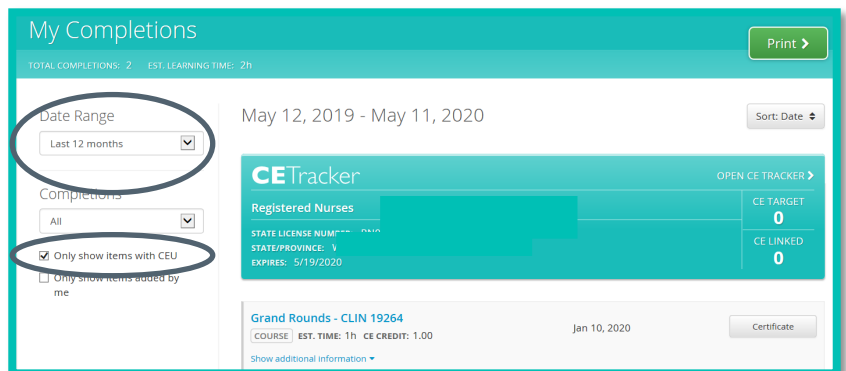 My Completions
Print
TOTAL COMPLETIONS: 2 EST. LEARNING TIME: 2h
Date Range
Last 12 months
Completions
All
Only show items with CEU
Only show items added by
me
May 12, 2019 - May 11, 2020
Sort: Date
CETracker
OPEN CE TRACKER
Registered Nurses
CE TARGET
0
STATE LICENSE NUMBER:
STATE/PROVINCE:
EXPIRES: 5/19/2020
CE LINKED
0
Grand Rounds - CLIN 19264
COURSE EST. TIME: 1h CE CREDIT: 1.00
Jan 10, 2020
Certificate
Show additional information